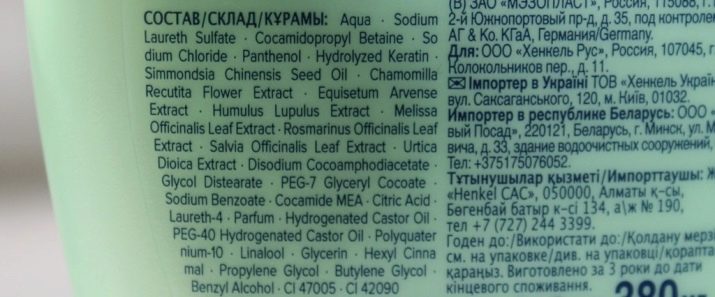 СОСТАВ/СКЛАД/ҚҰРАМЫ: Aqua · Sodium
Laureth Sulfate · Cocamidopropyl Betaine · So
dium Chloride · Panthenol · Hydrolyzed Keratin ·
Simmondsia Chinensis Seed Oil · Chamomilla
Recutita Flower Extract · Equisetum Arvense
Extract · Humulus Lupulus Extract · Melissa
Officinalis Leaf Extract · Rosmarinus Officinalis Leaf
Extract · Salvia Officinalis Leaf Extract · Urtica
Dioica Extract · Disodium Cocoamphodiacetate ·
Glycol Distearate · PEG-7 Glyceryl Cocoate ·
Sodium Benzoate · Cocamide MEA · Citric Acid ·
Laureth-4 · Parfum · Hydrogenated Castor Oil ·
PEG-40 Hydrogenated Castor Oil · Polyquater
nium-10 · Linalool · Glycerin · Hexyl Cinna
mal · Propylene Glycol · Butylene Glycol ·
Benzyl Alcohol · CI 47005 · CI 42090
(В) ЗАО «МЭЗОПЛАСТ», Россия, 115088, г.
2-й Южнопортовый пр-д, д. 35, под контролем
AG & Ko. КГаА, Германия/Germany.
Для: ООО «Хенкель Рус», Россия, 107045, г.
Колокольников пер., д. 11.
Імпортер в Україні ТОВ «Хенкель Україн
вул. Саксаганського, 120, м. Київ, 01032.
Импортер в республике Беларусь: ООО «
вый Посад», 220121, Беларусь, г. Минск, ул. М
вича, д. 33, здание водоочистных сооружений,
Тел: +375175076052.
Тұтынушылар қызметі/Импорттаушы: Ж
«Henkel САС», 050000, Алматы қ-сы,
Бөгенбай батыр к-сі 134, а\ж № 190,
тел +7 (727) 244 3399.
Годен до:/Використати до:/Қолдану мерзі
см. на упаковке/див. на упаковці/қорапта
қараңыз. Виготовлено за 3 роки до дати
кінцевого споживання.
380